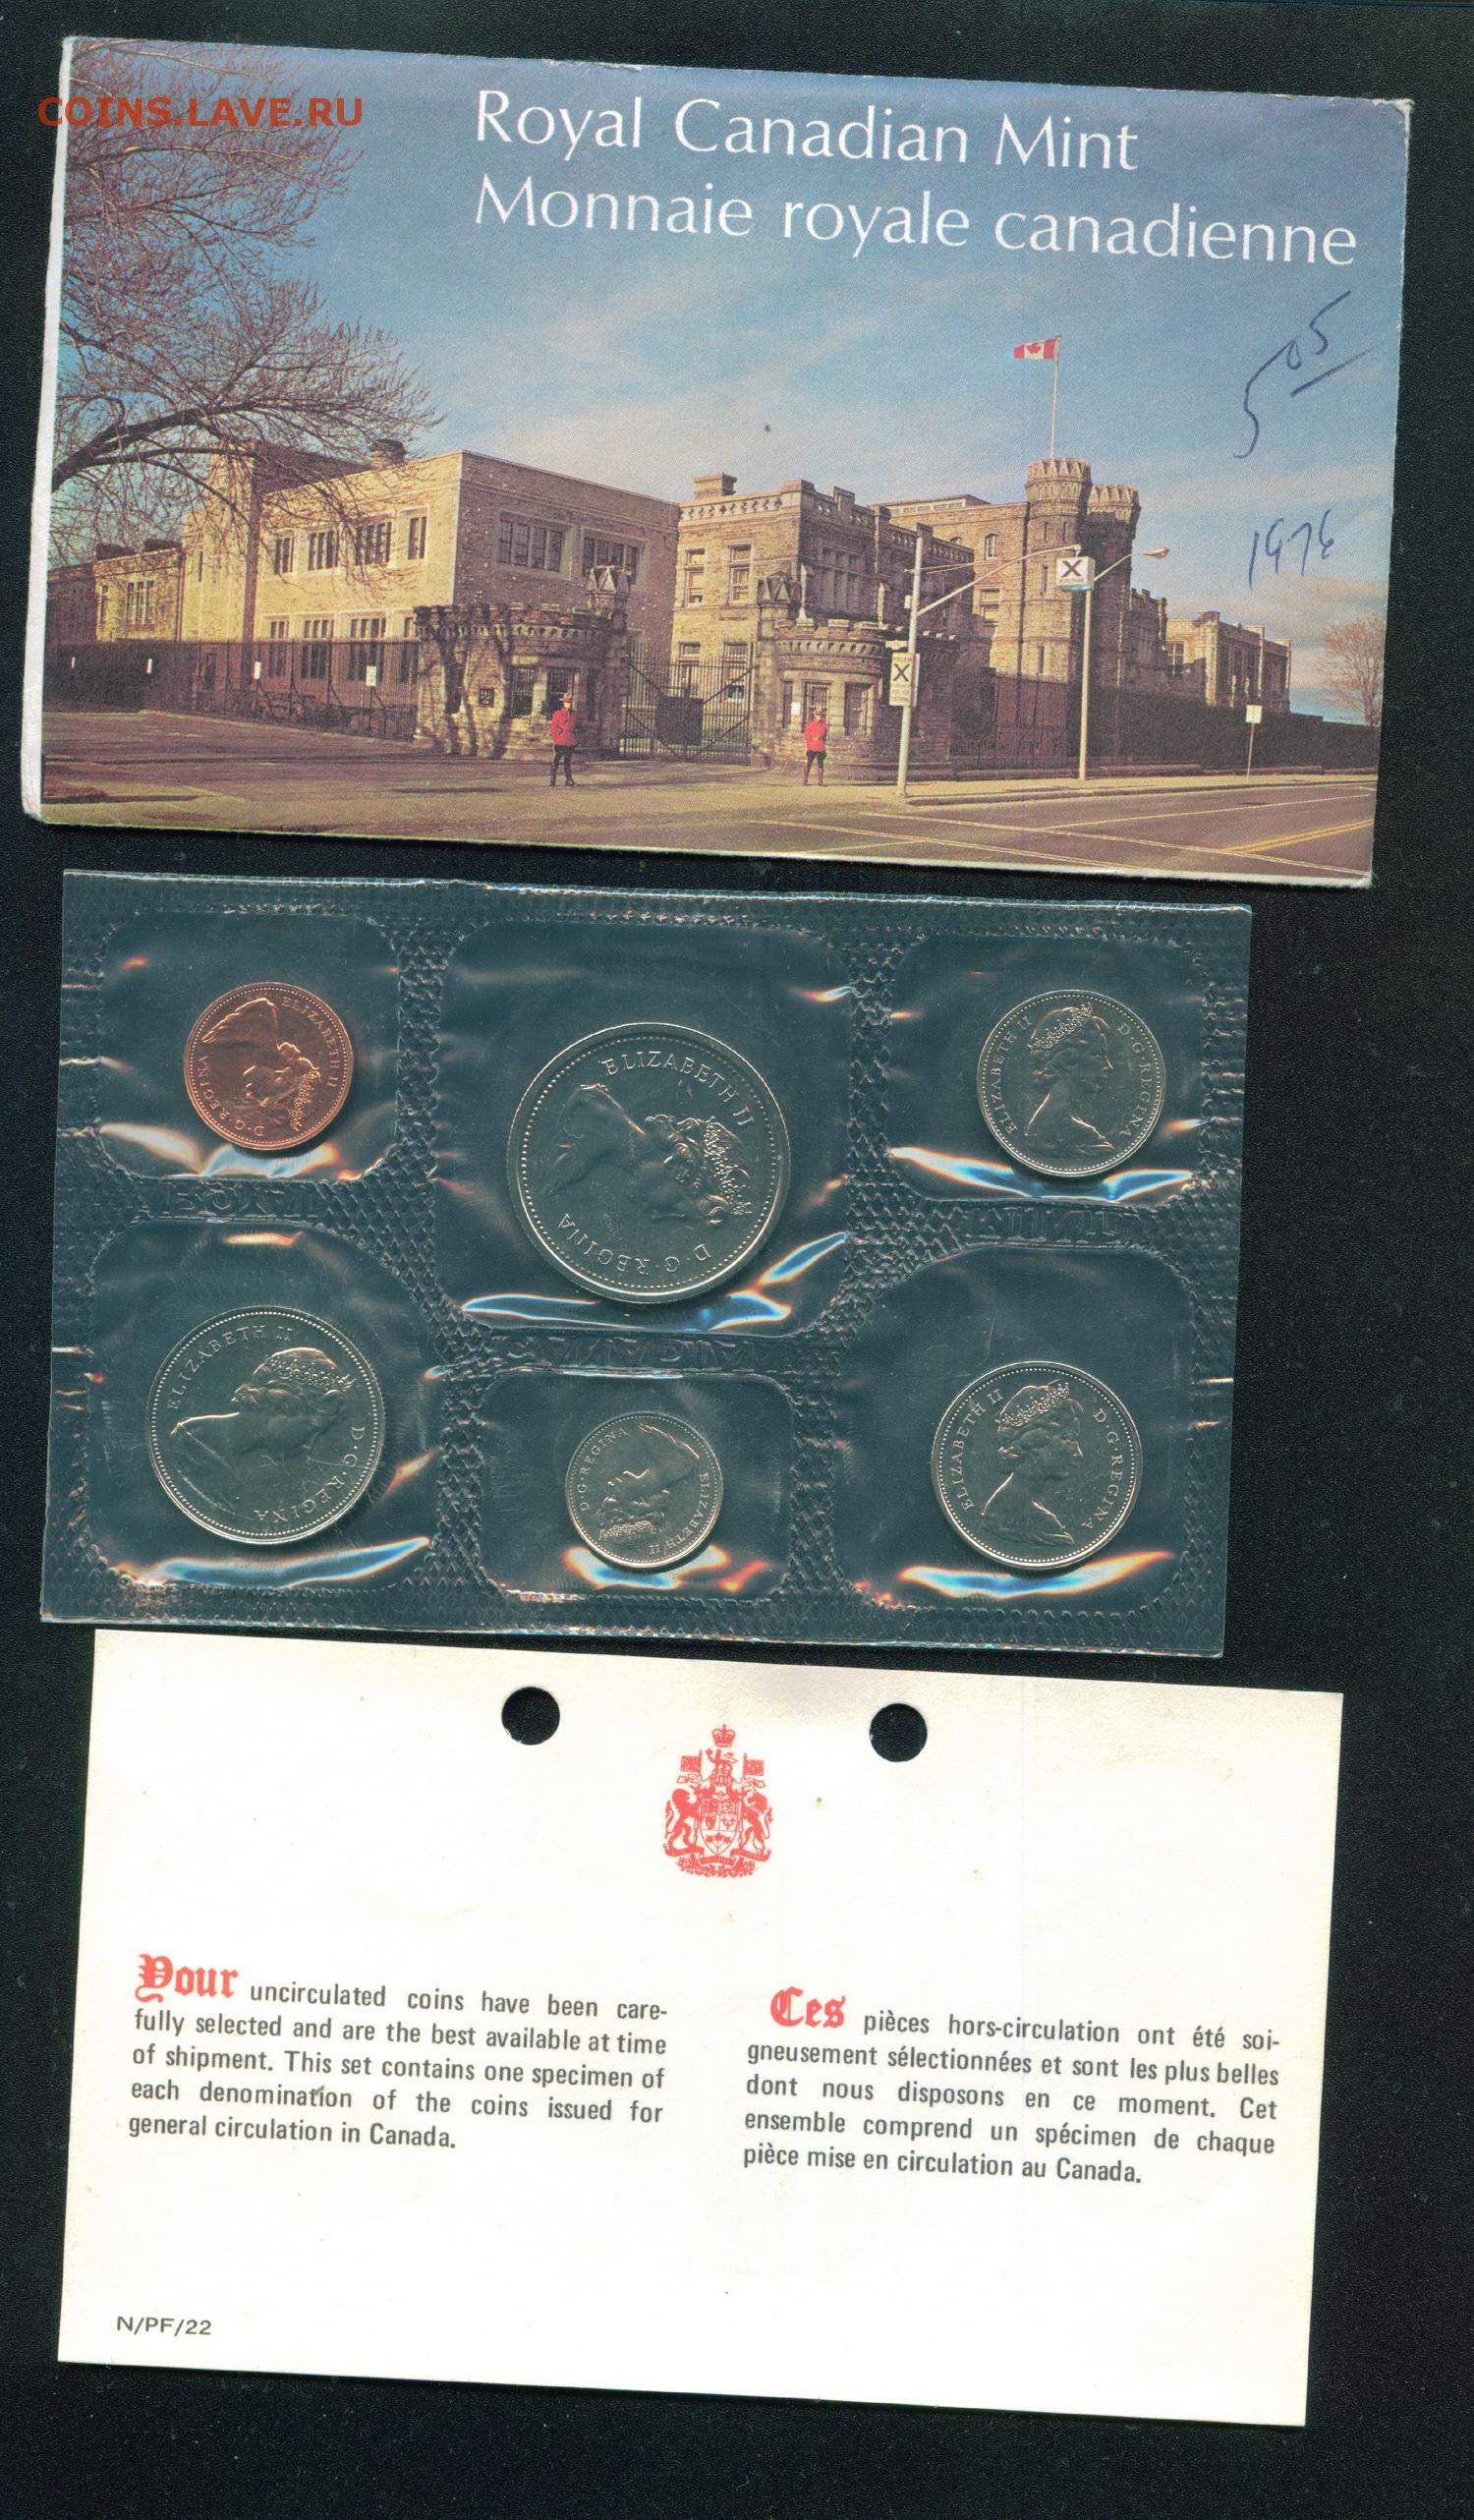 COINS.LAVE.RU
Royal Canadian Mint
Monnaie royale canadienne
5 05
1976
X
X
ELIZABETH II D·G·REGINA
ELIZABETH II D·G·REGINA
ELIZABETH II D·G·REGINA
ELIZABETH II D·G·REGINA
ELIZABETH II D·G·REGINA
ELIZABETH II D·G·REGINA
Your uncirculated coins have been care-
fully selected and are the best available at time
of shipment. This set contains one specimen of
each denomination of the coins issued for
general circulation in Canada.
Ces pièces hors-circulation ont été soi-
gneusement sélectionnées et sont les plus belles
dont nous disposons en ce moment. Cet
ensemble comprend un spécimen de chaque
pièce mise en circulation au Canada.
N/PF/22